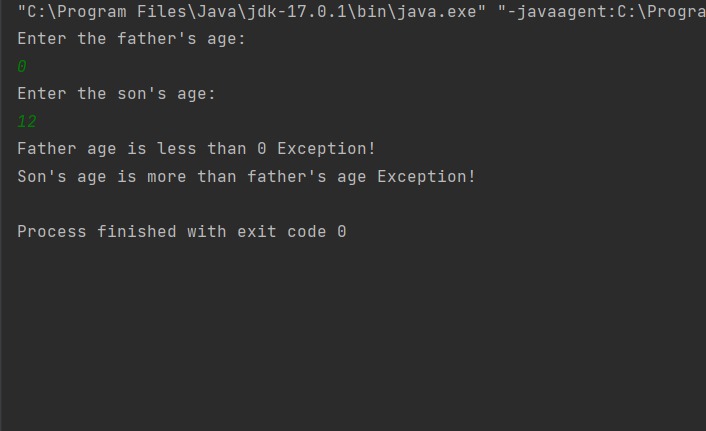 "C:\Program Files\Java\jdk-17.0.1\bin\java.exe" "-javaagent:C:\Progra
Enter the father's age:
0
Enter the son's age:
12
Father age is less than 0 Exception!
Son's age is more than father's age Exception!
Process finished with exit code 0